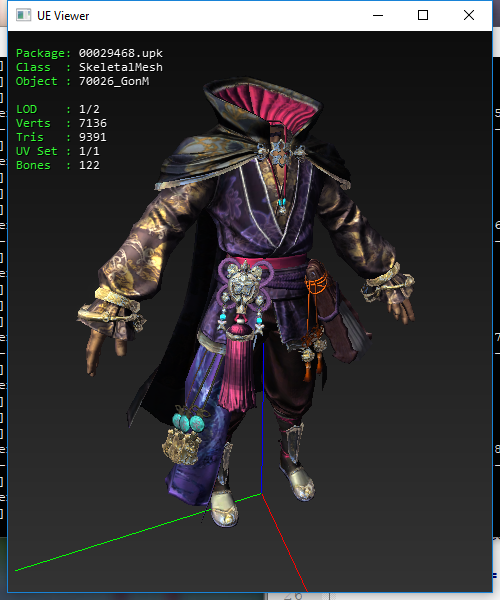 UE Viewer
Package: 00029468.upk
Class : SkeletalMesh
Object : 70026_GonM
LOD : 1/2
Verts : 7136
Tris : 9391
UV Set : 1/1
Bones : 122